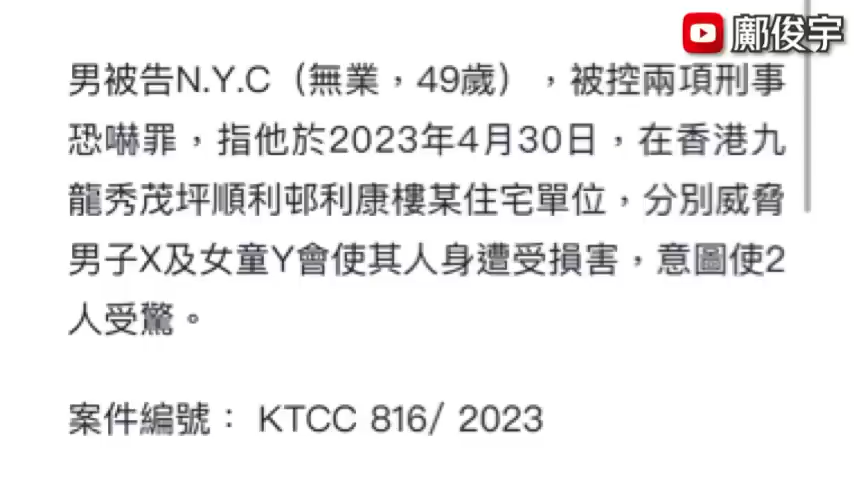 鄺俊宇
男被告N.Y.C（無業，49歲），被控兩項刑事
恐嚇罪，指他於2023年4月30日，在香港九
龍秀茂坪順利邨利康樓某住宅單位，分別威脅
男子X及女童Y會使其人身遭受損害，意圖使2
人受驚。
案件編號： KTCC 816/ 2023